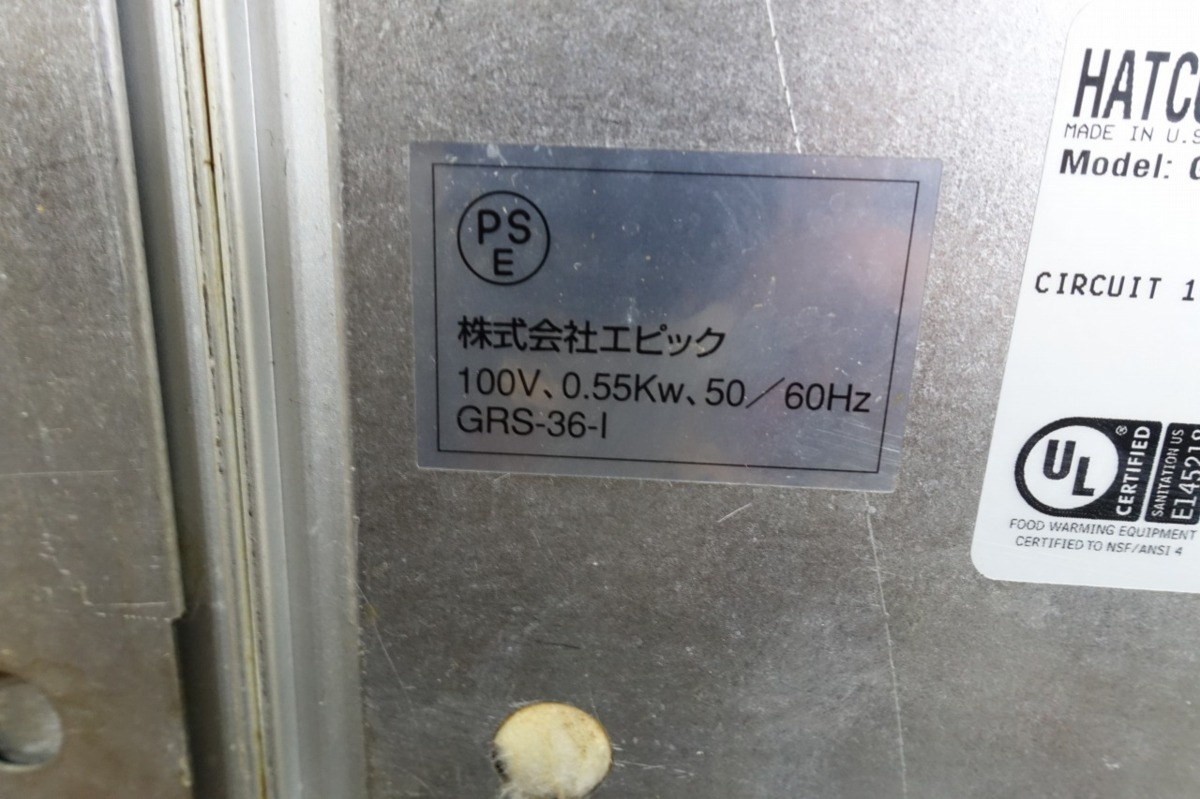 PS
E
株式会社エピック
100V、0.55Kw、50／60Hz
GRS-36-I
MADE IN U.S
Model:
CIRCUIT 1
UL
®
CERTIFIED
SANITATION US
FOOD WARMING EQUIPMENT
CERTIFIED TO NSF/ANSI 4